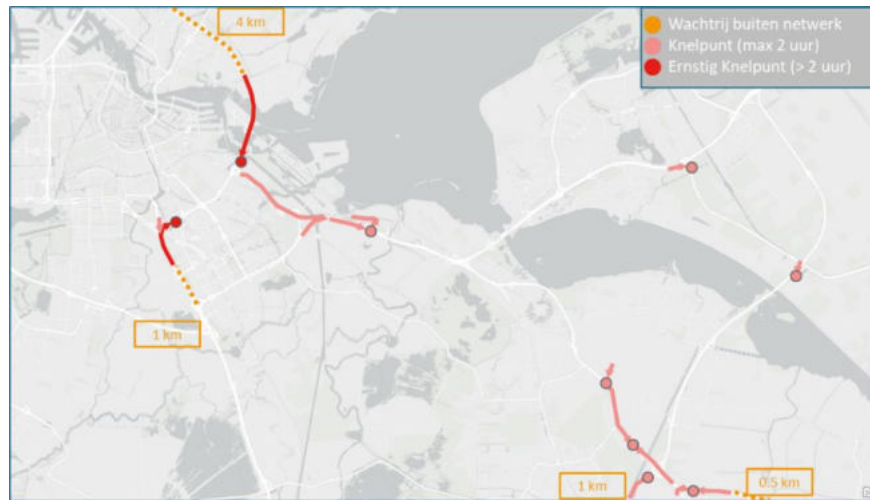 4 km
Wachtrij buiten netwerk
Knelpunt (max 2 uur)
Ernstig Knelpunt (> 2 uur)
1 km
1 km
0.5 km